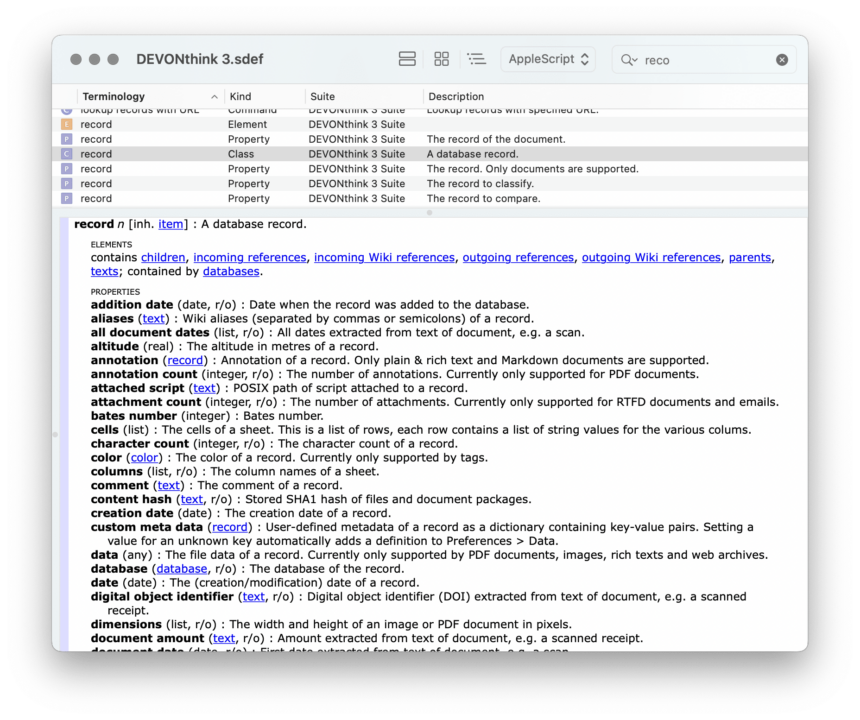 DEVONthink 3.sdef AppleScript reco
Terminology Kind Suite Description
lookup records with URL Command DEVONthink 3 Suite Lookup records with specified URL.
E record Element DEVONthink 3 Suite
P record Property DEVONthink 3 Suite The record of the document.
C record Class DEVONthink 3 Suite A database record.
P record Property DEVONthink 3 Suite The record. Only documents are supported.
P record Property DEVONthink 3 Suite The record to classify.
P record Property DEVONthink 3 Suite The record to compare.
record n [inh. item] : A database record.
ELEMENTS
contains children, incoming references, incoming Wiki references, outgoing references, outgoing Wiki references, parents,
texts; contained by databases.
PROPERTIES
addition date (date, r/o) : Date when the record was added to the database.
aliases (text) : Wiki aliases (separated by commas or semicolons) of a record.
all document dates (list, r/o) : All dates extracted from text of document, e.g. a scan.
altitude (real) : The altitude in metres of a record.
annotation (record) : Annotation of a record. Only plain & rich text and Markdown documents are supported.
annotation count (integer, r/o) : The number of annotations. Currently only supported for PDF documents.
attached script (text) : POSIX path of script attached to a record.
attachment count (integer, r/o) : The number of attachments. Currently only supported for RTFD documents and emails.
bates number (integer) : Bates number.
cells (list) : The cells of a sheet. This is a list of rows, each row contains a list of string values for the various colums.
character count (integer, r/o) : The character count of a record.
color (color) : The color of a record. Currently only supported by tags.
columns (list, r/o) : The column names of a sheet.
comment (text) : The comment of a record.
content hash (text, r/o) : Stored SHA1 hash of files and document packages.
creation date (date) : The creation date of a record.
custom meta data (record) : User-defined metadata of a record as a dictionary containing key-value pairs. Setting a
value for an unknown key automatically adds a definition to Preferences > Data.
data (any) : The file data of a record. Currently only supported by PDF documents, images, rich texts and web archives.
database (database, r/o) : The database of the record.
date (date) : The (creation/modification) date of a record.
digital object identifier (text, r/o) : Digital object identifier (DOI) extracted from text of document, e.g. a scanned
receipt.
dimensions (list, r/o) : The width and height of an image or PDF document in pixels.
document amount (text, r/o) : Amount extracted from text of document, e.g. a scanned receipt.
document date (date, r/o) : First date extracted from text of document, e.g. a scan.